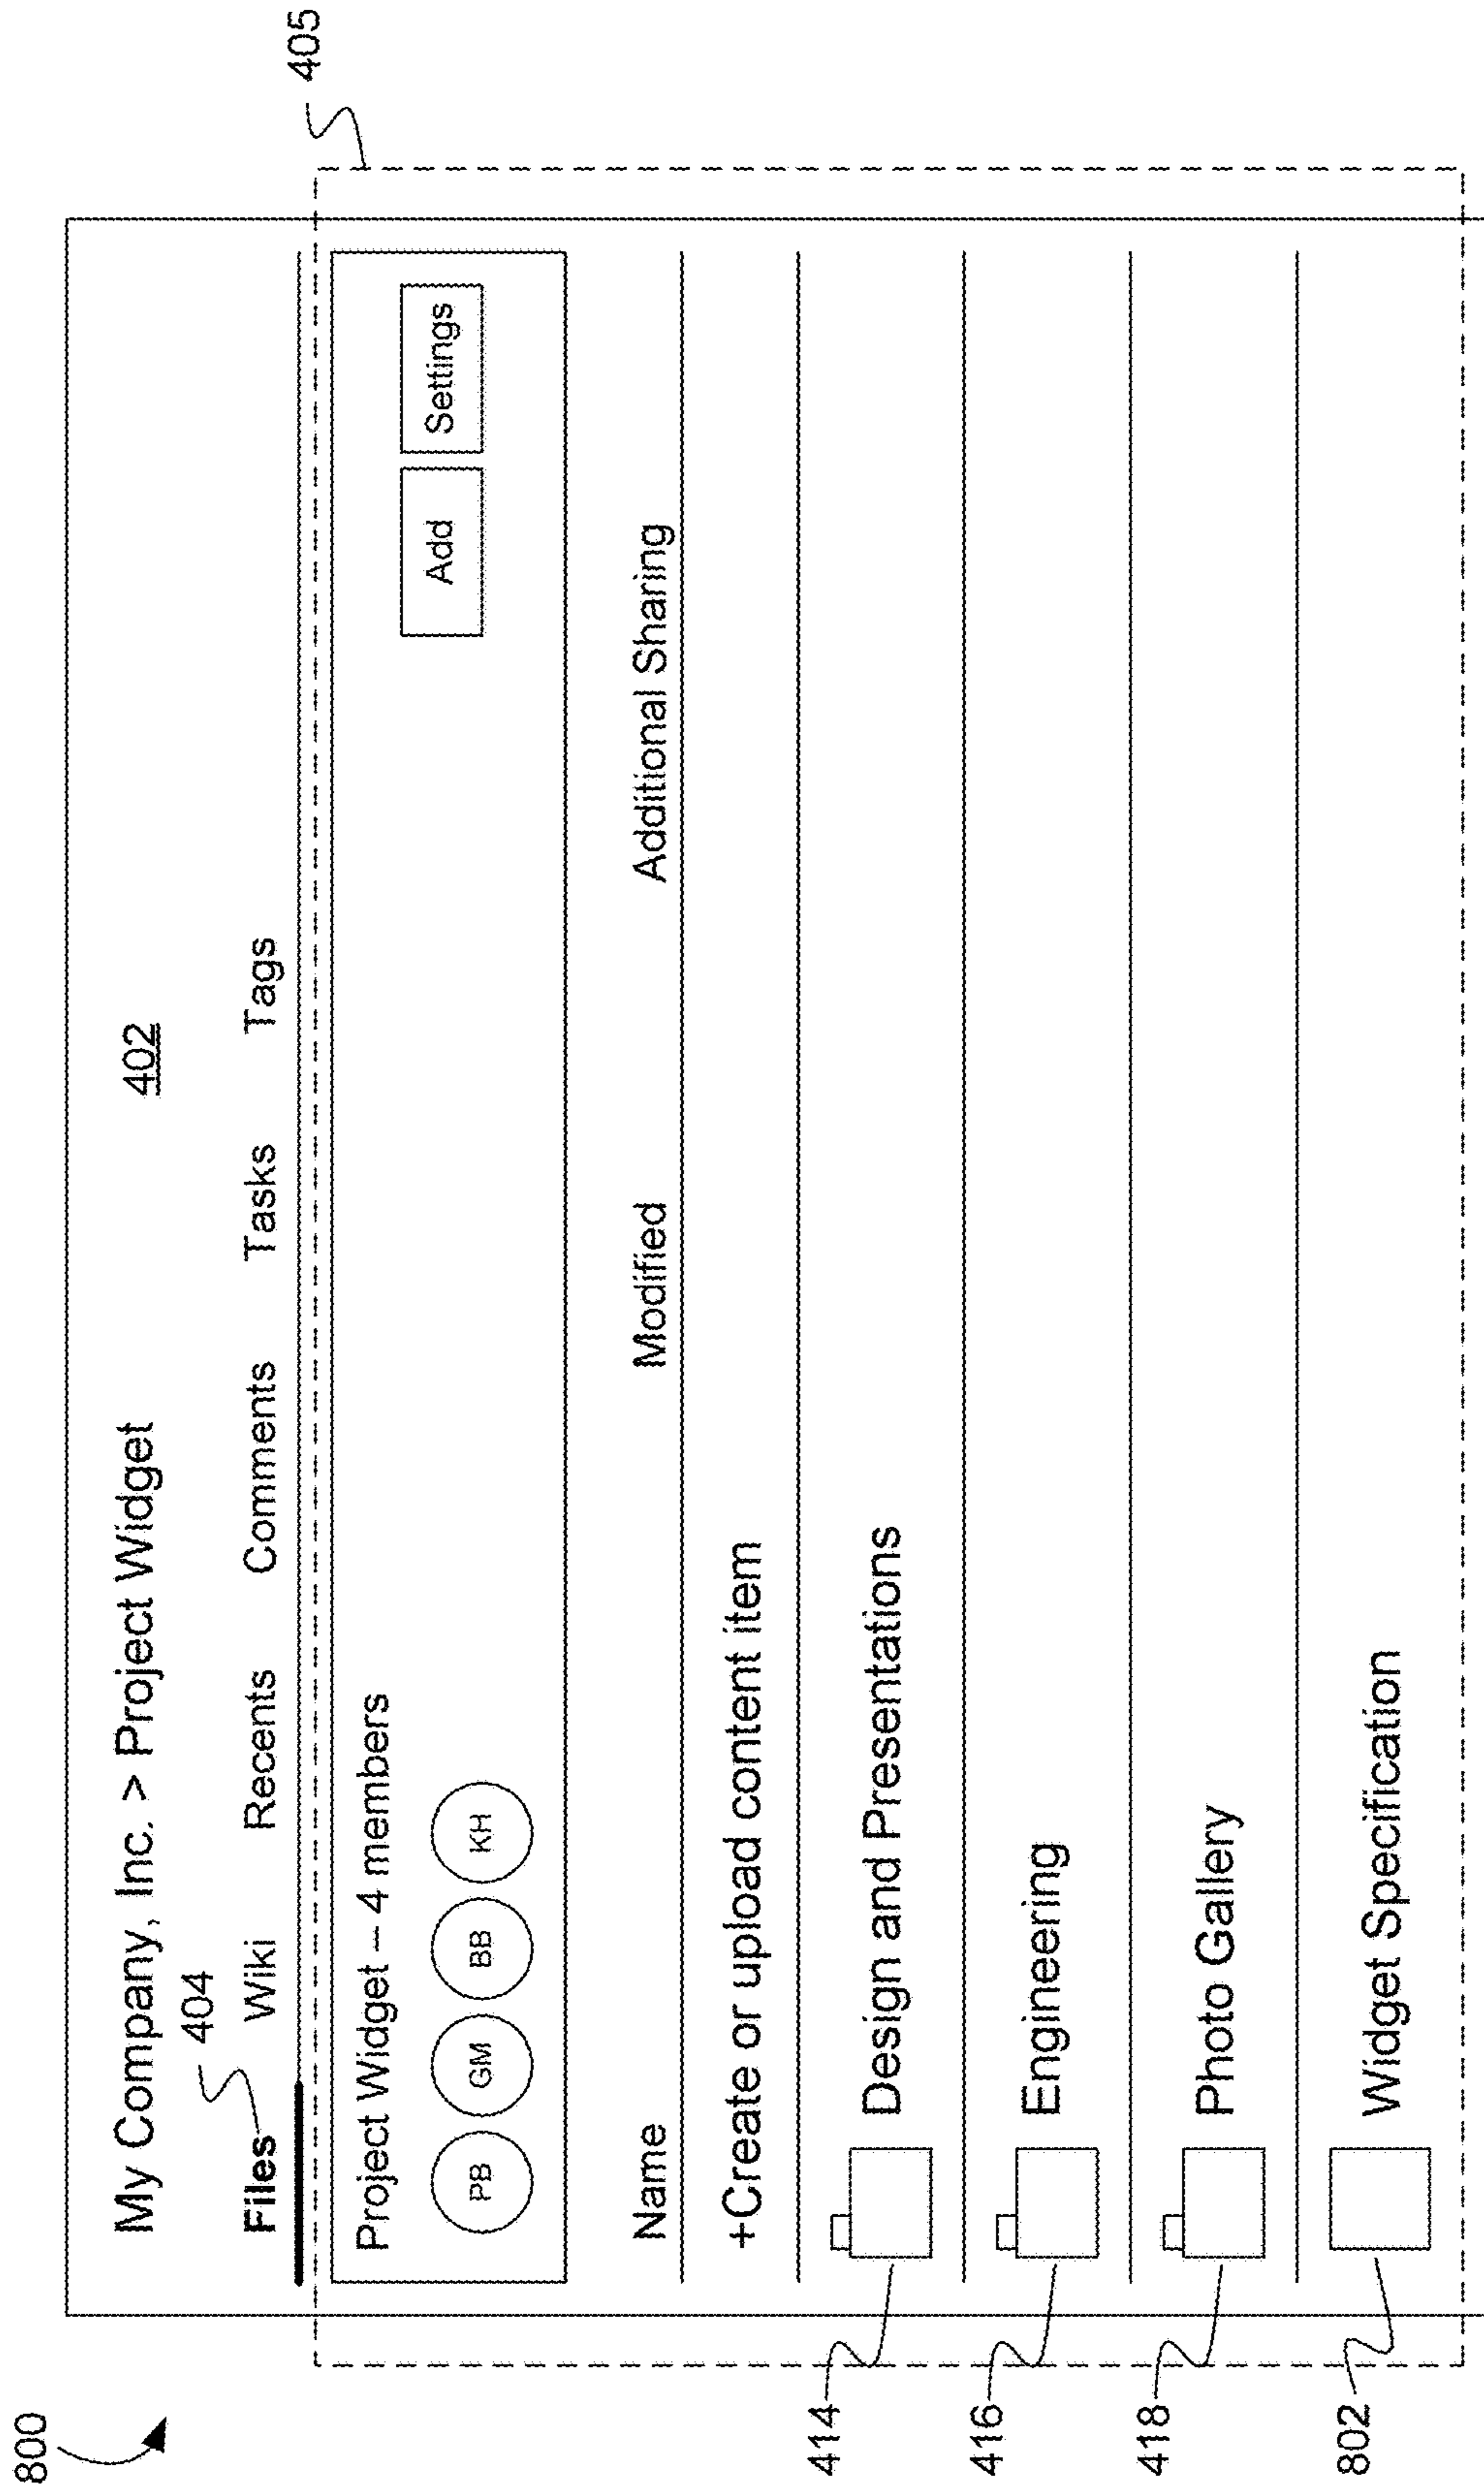 800
My Company, Inc. > Project Widget
402
404
Files Wiki Recents Comments Tasks Tags
405
Project Widget – 4 members
PB GM BB KH
Add Settings
Name Modified Additional Sharing
+Create or upload content item
414 Design and Presentations
416 Engineering
418 Photo Gallery
802 Widget Specification